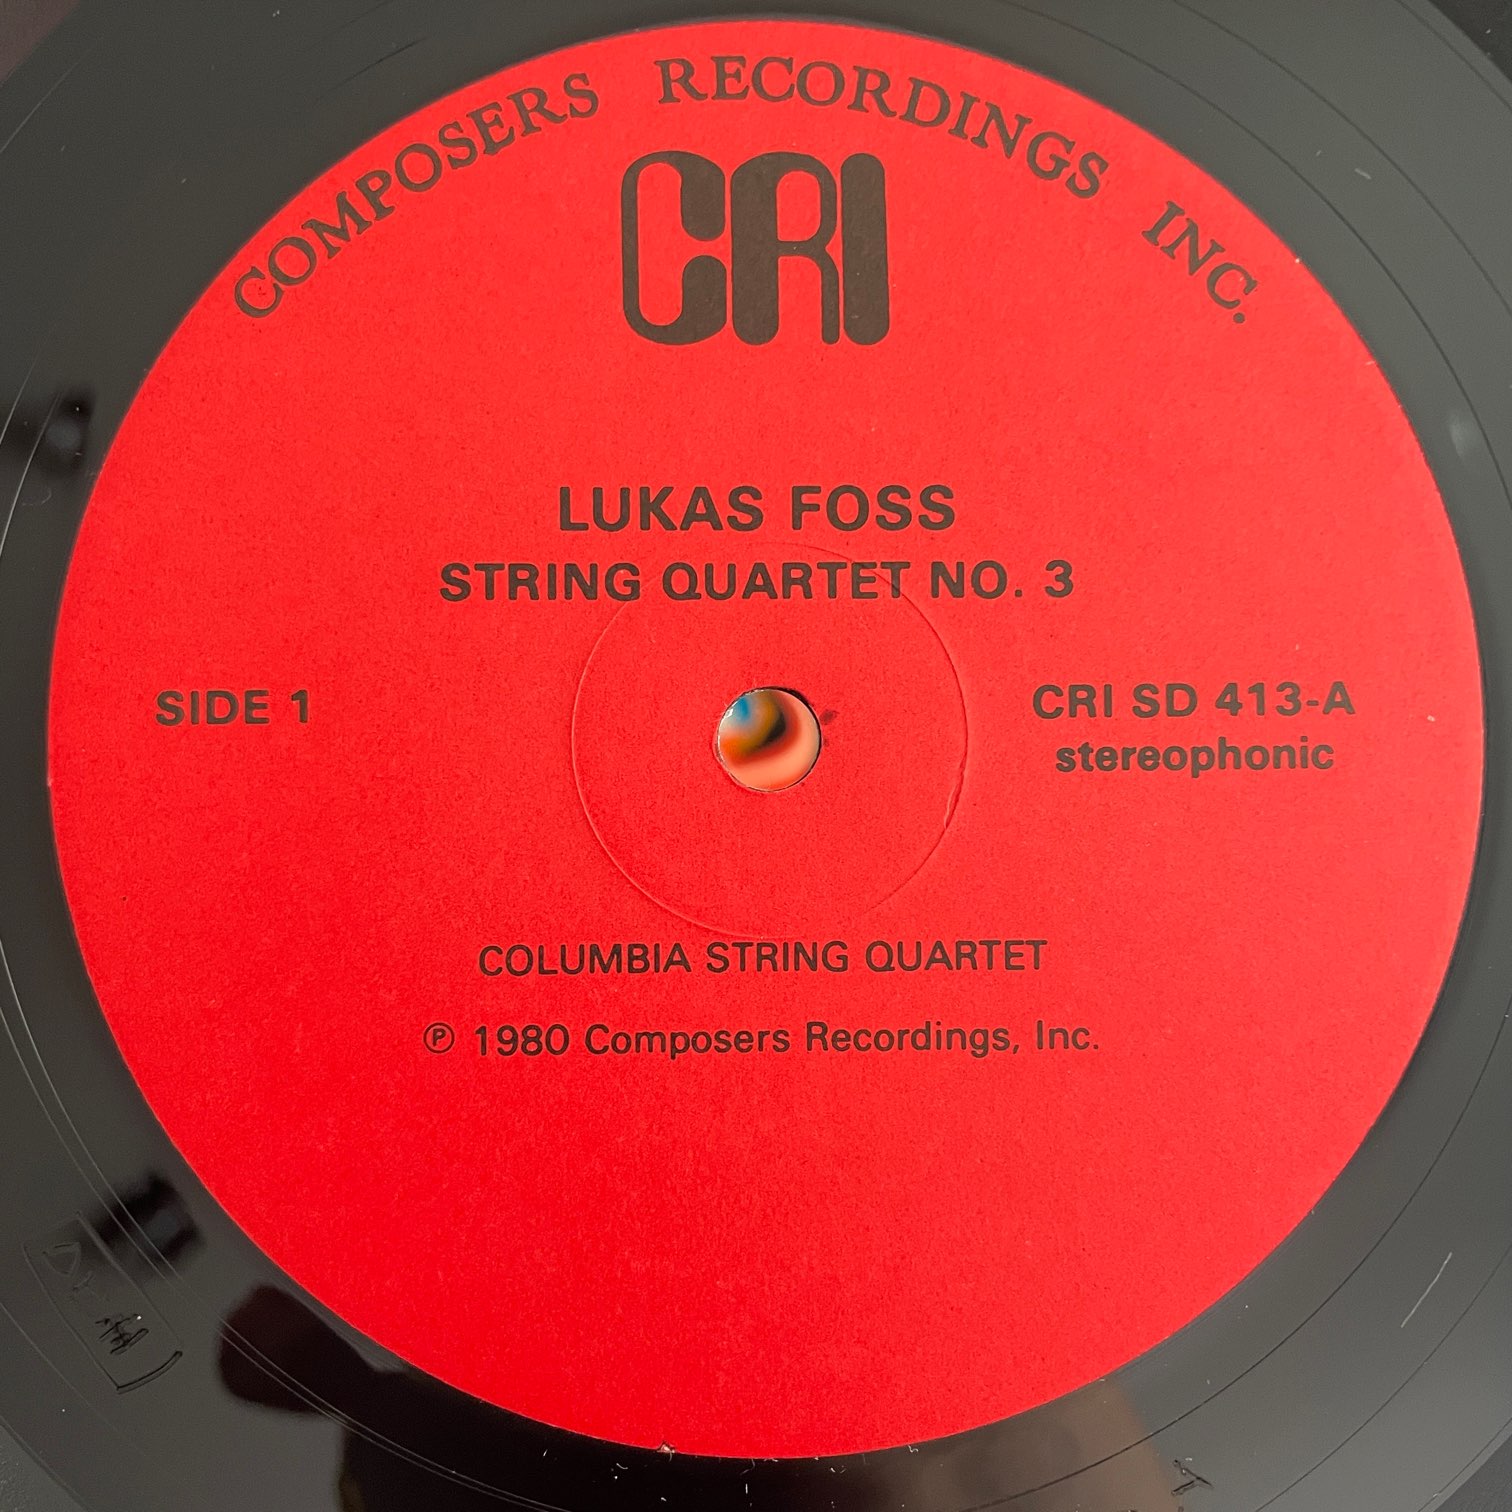 COMPOSERS RECORDINGS INC.
CRI
LUKAS FOSS
STRING QUARTET NO. 3
SIDE 1
CRI SD 413-A
stereophonic
COLUMBIA STRING QUARTET
℗ 1980 Composers Recordings, Inc.